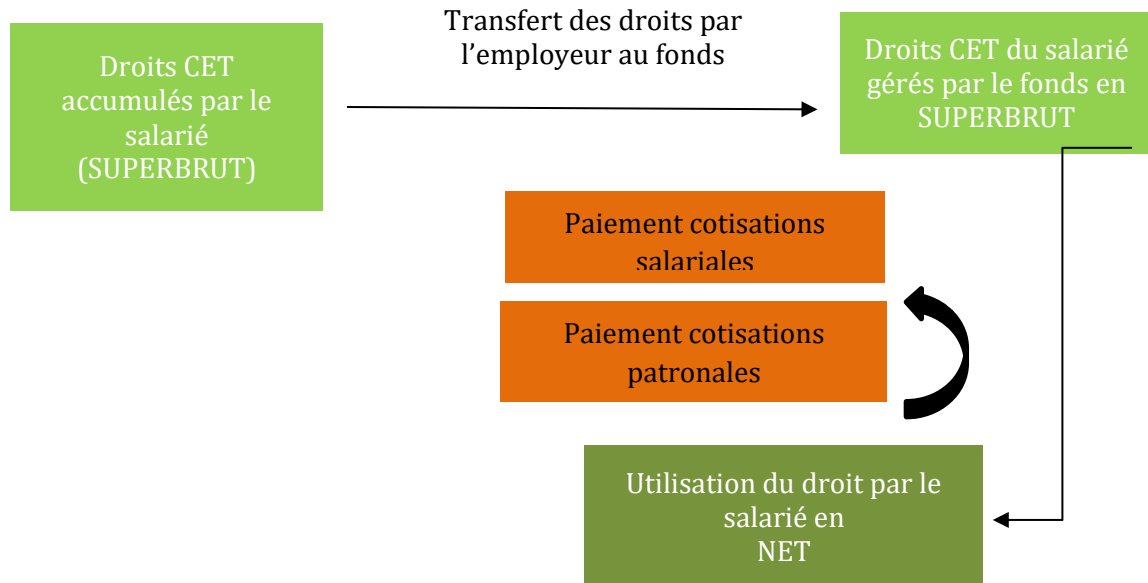 Droits CET
accumulés par le
salarié
(SUPERBRUT)
Transfert des droits par
l'employeur au fonds
Droits CET du salarié
gérés par le fonds en
SUPERBRUT
Paiement cotisations
salariales
Paiement cotisations
patronales
Utilisation du droit par le
salarié en
NET